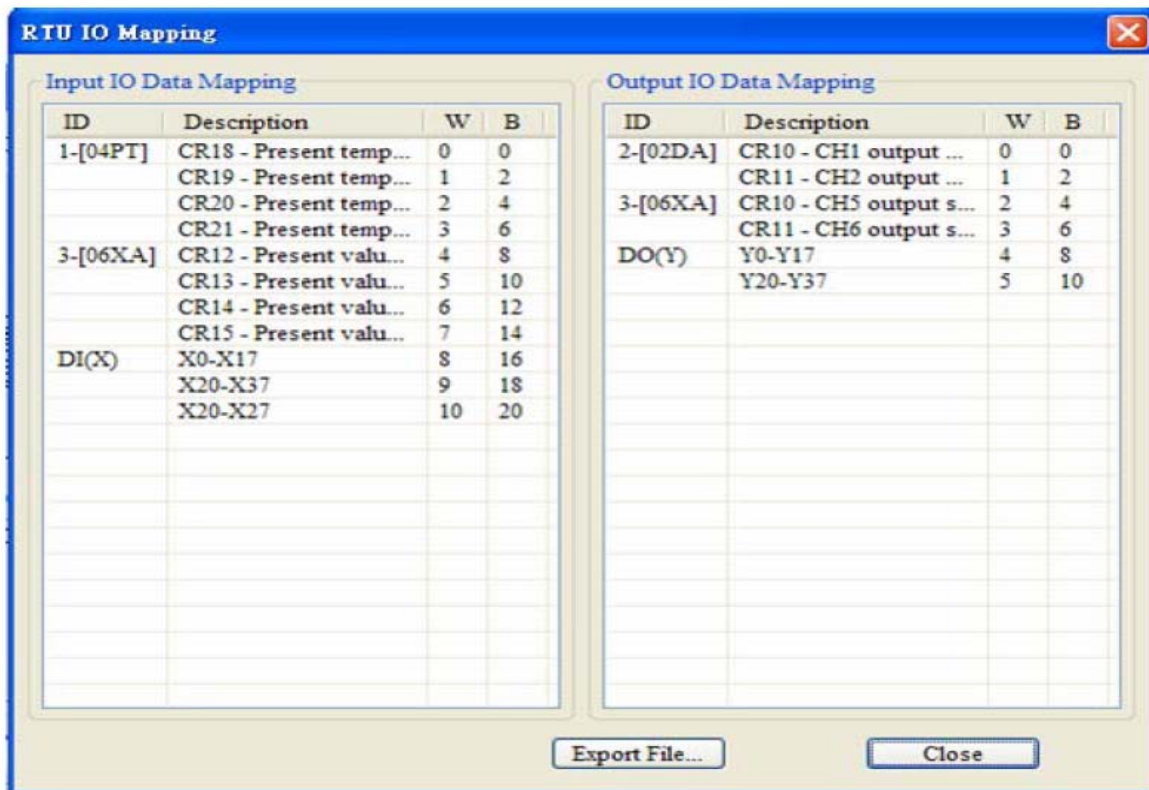 RTU IO Mapping
Input IO Data Mapping
ID Description W B
1-[04PT] CR18 - Present temp... 0 0
CR19 - Present temp... 1 2
CR20 - Present temp... 2 4
CR21 - Present temp... 3 6
3-[06XA] CR12 - Present valu... 4 8
CR13 - Present valu... 5 10
CR14 - Present valu... 6 12
CR15 - Present valu... 7 14
DI(X) X0-X17 8 16
X20-X37 9 18
X20-X27 10 20
Output IO Data Mapping
ID Description W B
2-[02DA] CR10 - CH1 output ... 0 0
CR11 - CH2 output ... 1 2
3-[06XA] CR10 - CH5 output s... 2 4
CR11 - CH6 output s... 3 6
DO(Y) Y0-Y17 4 8
Y20-Y37 5 10
Export File...
Close